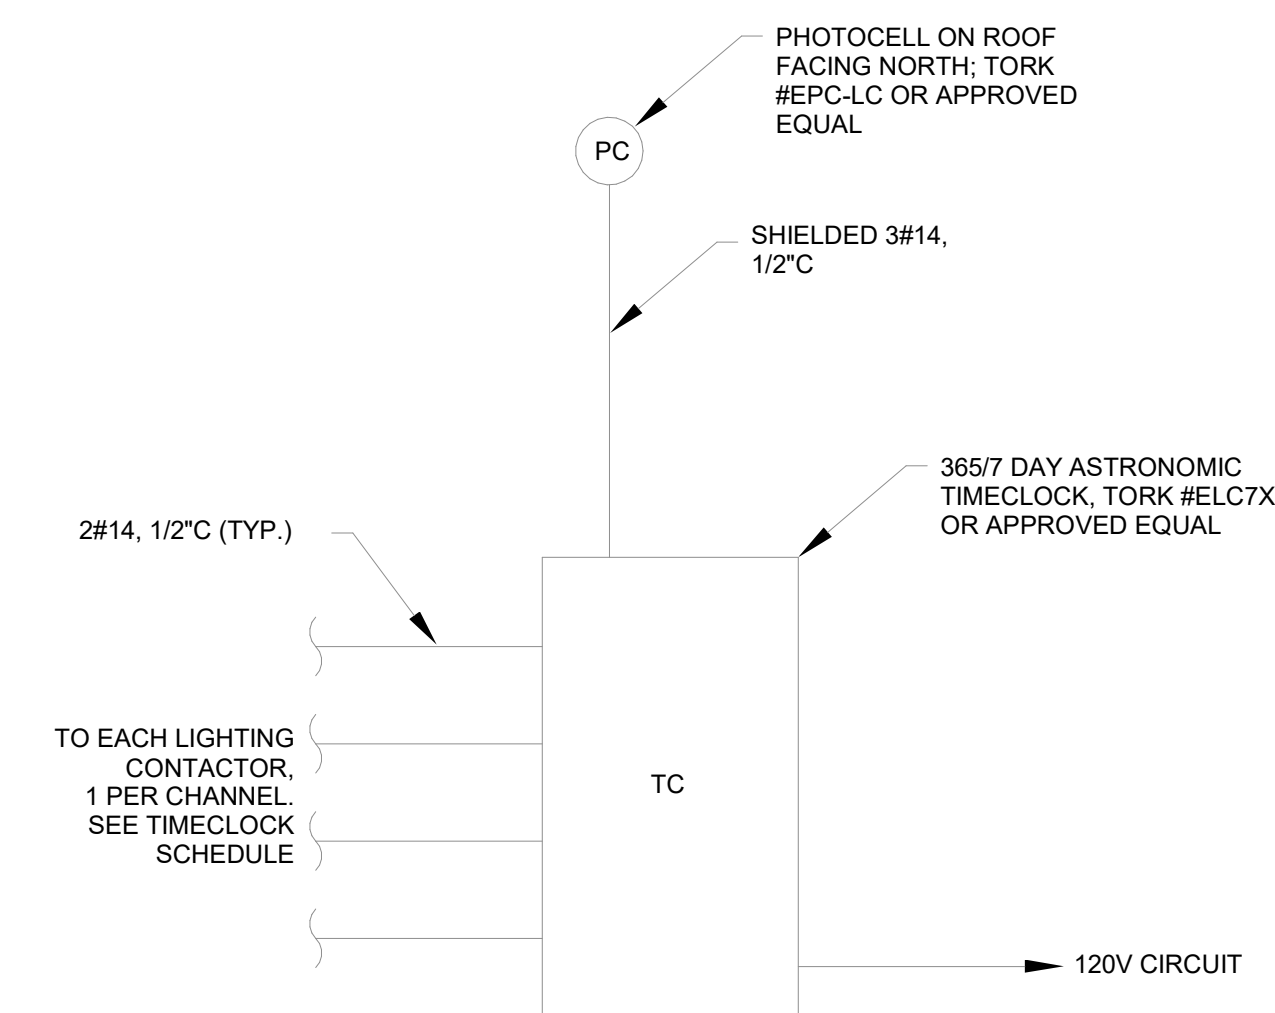 PHOTOCELL ON ROOF
FACING NORTH; TORK
#EPC-LC OR APPROVED
EQUAL
PC
SHIELDED 3#14,
1/2"C
365/7 DAY ASTRONOMIC
TIMECLOCK, TORK #ELC7X
OR APPROVED EQUAL
2#14, 1/2"C (TYP.)
TO EACH LIGHTING
CONTACTOR,
1 PER CHANNEL.
SEE TIMECLOCK
SCHEDULE
TC
120V CIRCUIT